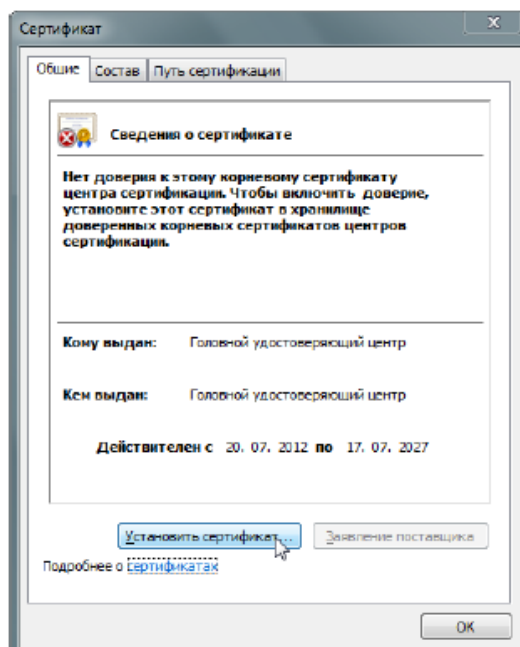 Сертификат
Общие Состав Путь сертификации
Сведения о сертификате
Нет доверия к этому корневому сертификату
центра сертификации. Чтобы включить доверие,
установите этот сертификат в хранилище
доверенных корневых сертификатов центров
сертификации.
Кому выдан: Головной удостоверяющий центр
Кем выдан: Головной удостоверяющий центр
Действителен с 20. 07. 2012 по 17. 07. 2027
Установить сертификат... Заявление поставщика
Подробнее о сертификатах
OK